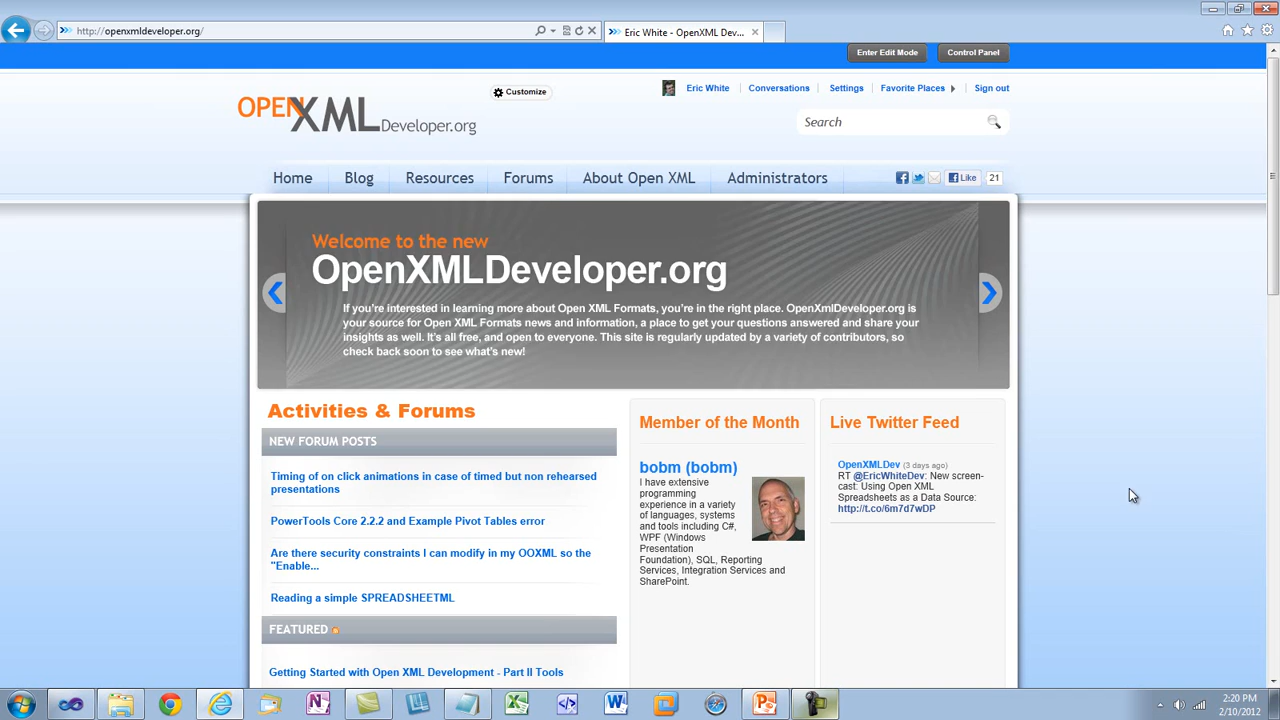 http://openxmldeveloper.org/
Eric White - OpenXML Dev...
Enter Edit Mode
Control Panel
OPENXMLDeveloper.org
Customize
Eric White
Conversations
Settings
Favorite Places
Sign out
Search
Home
Blog
Resources
Forums
About Open XML
Administrators
Like
21
Welcome to the new
OpenXMLDeveloper.org
If you're interested in learning more about Open XML Formats, you're in the right place. OpenXmlDeveloper.org is
your source for Open XML Formats news and information, a place to get your questions answered and share your
insights as well. It's all free, and open to everyone. This site is regularly updated by a variety of contributors, so
check back soon to see what's new!
Activities & Forums
NEW FORUM POSTS
Timing of on click animations in case of timed but non rehearsed
presentations
PowerTools Core 2.2.2 and Example Pivot Tables error
Are there security constraints I can modify in my OOXML so the
"Enable...
Reading a simple SPREADSHEETML
FEATURED
Getting Started with Open XML Development - Part II Tools
Member of the Month
bobm (bobm)
I have extensive
programming
experience in a variety
of languages, systems
and tools including C#,
WPF (Windows
Presentation
Foundation), SQL, Reporting
Services, Integration Services and
SharePoint.
Live Twitter Feed
OpenXMLDev (3 days ago)
RT @EricWhiteDev: New screen-
cast: Using Open XML
Spreadsheets as a Data Source:
http://t.co/6m7d7wDP
2:20 PM
2/10/2012